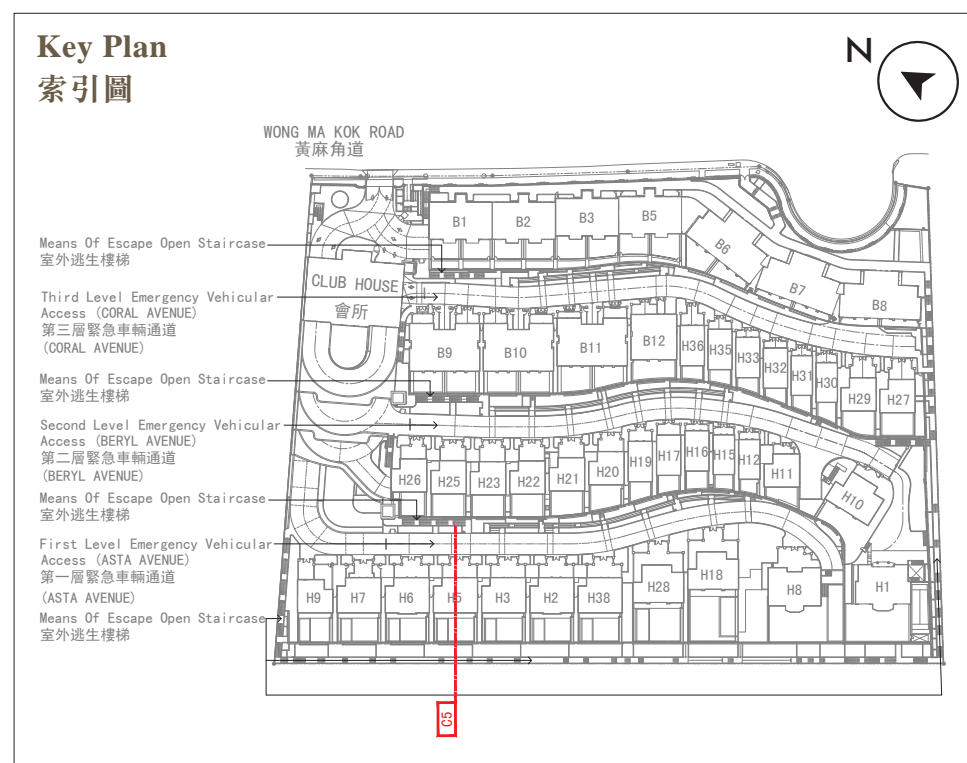 Key Plan
索引圖
N
WONG MA KOK ROAD
黃麻角道
B1
B2
B3
B5
B6
B7
B8
Means Of Escape Open Staircase
室外逃生樓梯
CLUB HOUSE
會所
Third Level Emergency Vehicular
Access (CORAL AVENUE)
第三層緊急車輛通道
(CORAL AVENUE)
B9
B10
B11
B12
H36
H35
H33
H32
H31
H30
H29
H27
Means Of Escape Open Staircase
室外逃生樓梯
Second Level Emergency Vehicular
Access (BERYL AVENUE)
第二層緊急車輛通道
(BERYL AVENUE)
H26
H25
H23
H22
H21
H20
H19
H17
H16
H15
H12
H11
H10
Means Of Escape Open Staircase
室外逃生樓梯
First Level Emergency Vehicular
Access (ASTA AVENUE)
第一層緊急車輛通道
(ASTA AVENUE)
H9
H7
H6
H5
H3
H2
H38
H28
H18
H8
H1
Means Of Escape Open Staircase
室外逃生樓梯
C5